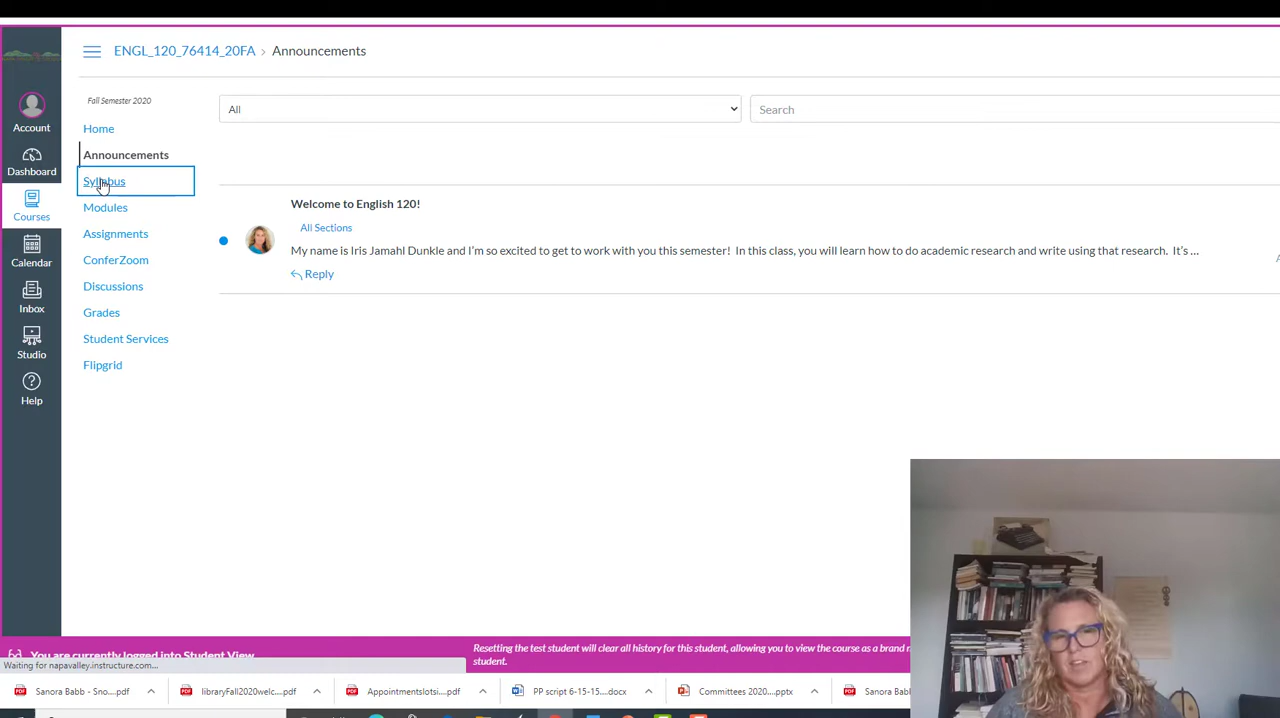 ENGL_120_76414_20FA › Announcements
Fall Semester 2020
Account
Dashboard
Courses
Calendar
Inbox
Studio
Help
Home
Announcements
Syllabus
Modules
Assignments
ConferZoom
Discussions
Grades
Student Services
Flipgrid
All
Search
Welcome to English 120!
All Sections
My name is Iris Jamahl Dunkle and I'm so excited to get to work with you this semester! In this class, you will learn how to do academic research and write using that research. It's ...
Reply
You are currently logged into Student View
Resetting the test student will clear all history for this student, allowing you to view the course as a brand
student.
Waiting for napavalley.instructure.com...
Sanora Babb - Sno....pdf
libraryFall2020welc....pdf
Appointmentslotsi....pdf
PP script 6-15-15....docx
Committees 2020....pptx
Sanora Babb